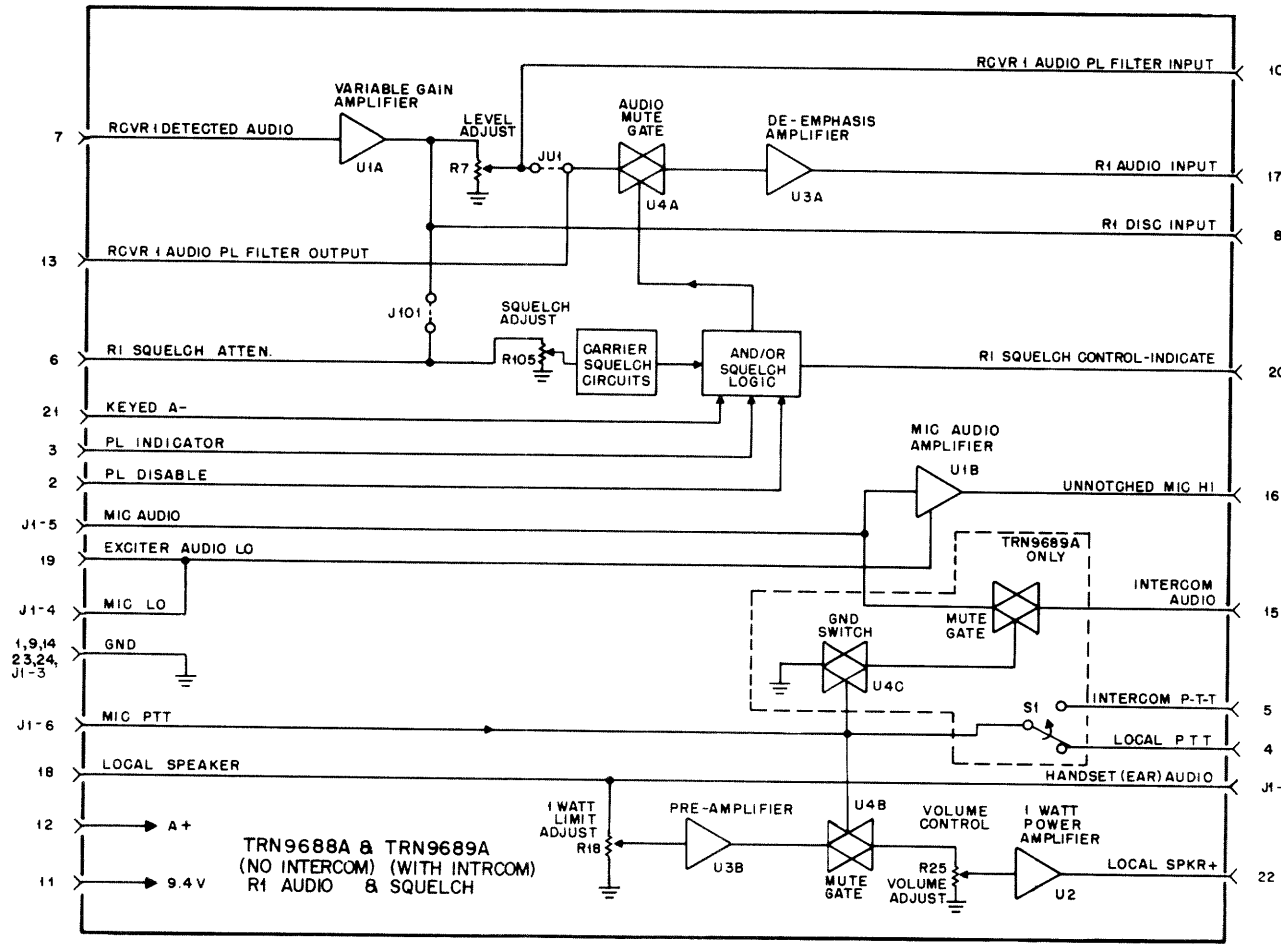 RCVR 1 AUDIO PL FILTER INPUT
10
VARIABLE GAIN
AMPLIFIER
LEVEL
ADJUST
AUDIO
MUTE
GATE
DE-EMPHASIS
AMPLIFIER
7
RCVR 1 DETECTED AUDIO
U1A
R7
JU1
U4A
U3A
R1 AUDIO INPUT
17
R1 DISC INPUT
8
13
RCVR 1 AUDIO PL FILTER OUTPUT
J101
SQUELCH
ADJUST
6
R1 SQUELCH ATTEN.
R105
CARRIER
SQUELCH
CIRCUITS
AND/OR
SQUELCH
LOGIC
R1 SQUELCH CONTROL-INDICATE
20
21
KEYED A-
3
PL INDICATOR
2
PL DISABLE
MIC AUDIO
AMPLIFIER
U1B
UNNOTCHED MIC HI
16
J1-5
MIC AUDIO
19
EXCITER AUDIO LO
TRN9689A
ONLY
J1-4
MIC LO
MUTE
GATE
INTERCOM
AUDIO
15
1,9,14
23,24,
J1-3
GND
GND
SWITCH
U4C
J1-6
MIC PTT
S1
INTERCOM P-T-T
5
LOCAL PTT
4
18
LOCAL SPEAKER
HANDSET (EAR) AUDIO
J1-
12
A+
1 WATT
LIMIT
ADJUST
R18
PRE-AMPLIFIER
U3B
U4B
MUTE
GATE
VOLUME
CONTROL
R25
VOLUME
ADJUST
1 WATT
POWER
AMPLIFIER
U2
LOCAL SPKR+
22
11
9.4 V
TRN9688A & TRN9689A
(NO INTERCOM) (WITH INTRCOM)
R1 AUDIO & SQUELCH